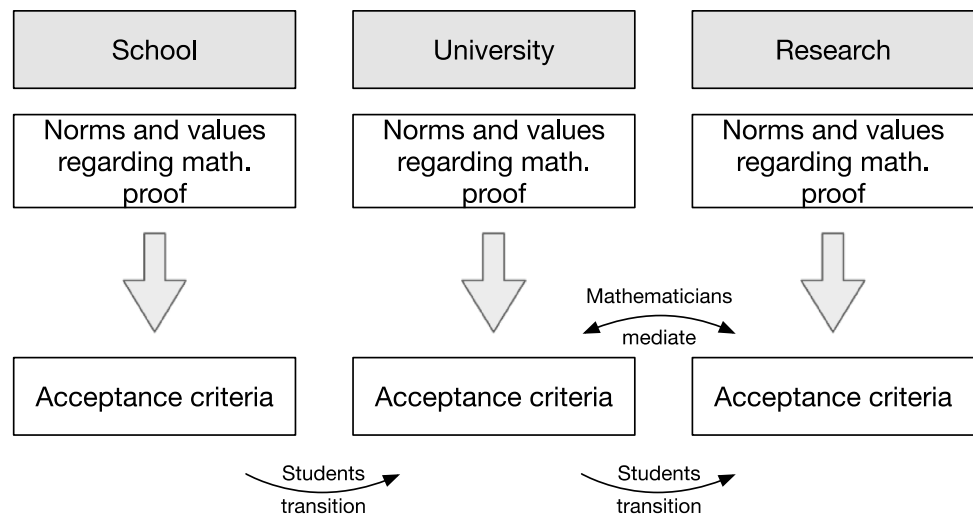 School
University
Research
Norms and values
regarding math.
proof
Norms and values
regarding math.
proof
Norms and values
regarding math.
proof
Mathematicians
mediate
Acceptance criteria
Acceptance criteria
Acceptance criteria
Students
transition
Students
transition